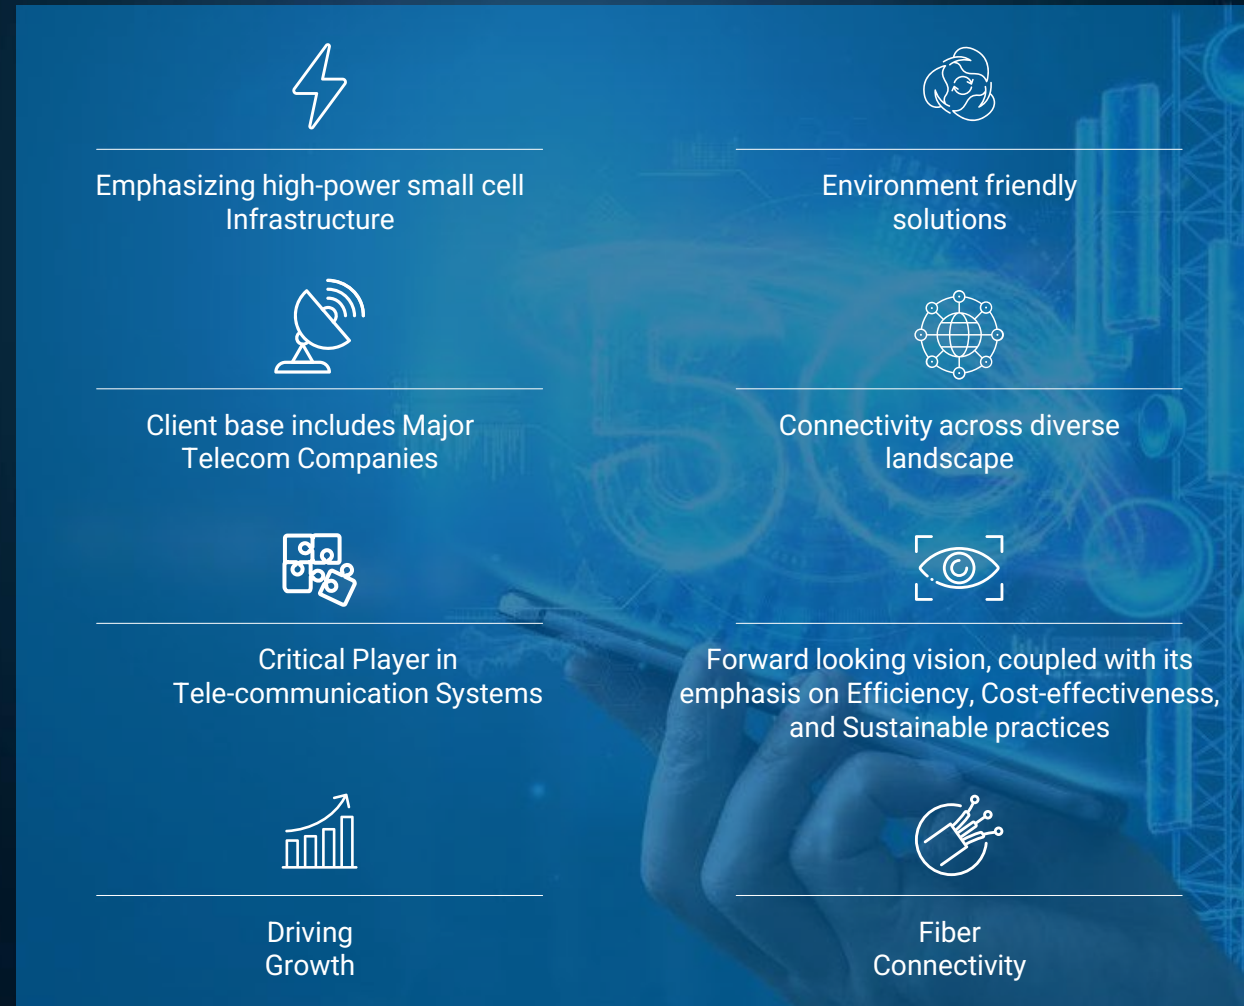 Emphasizing high-power small cell
Infrastructure
Environment friendly
solutions
Client base includes Major
Telecom Companies
Connectivity across diverse
landscape
Critical Player in
Tele-communication Systems
Forward looking vision, coupled with its
emphasis on Efficiency, Cost-effectiveness,
and Sustainable practices
Driving
Growth
Fiber
Connectivity
5G